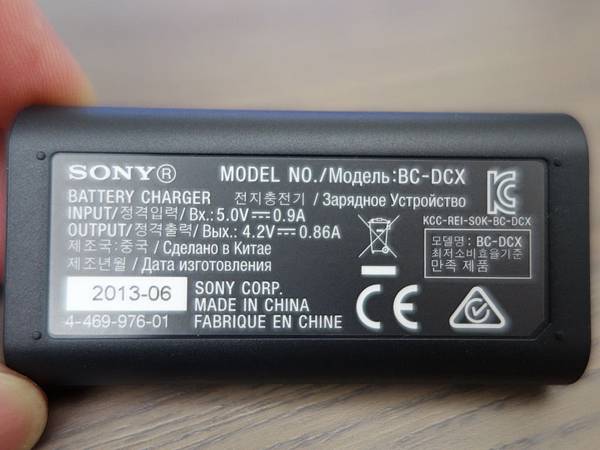 SONY® MODEL NO./Модель:BC-DCX
BATTERY CHARGER 전지충전기 / Зарядное Устройство
INPUT/정격입력/ Вх.: 5.0V⎓0.9A
OUTPUT/정격출력/ Вых.: 4.2V⎓0.86A
제조국:중국 / Сделано в Китае
제조년월 / Дата изготовления
2013-06
4-469-976-01
SONY CORP.
MADE IN CHINA
FABRIQUE EN CHINE
CE
KC
KCC-REI-SOK-BC-DCX
모델명 : BC-DCX
최저소비효율기준
만족 제품